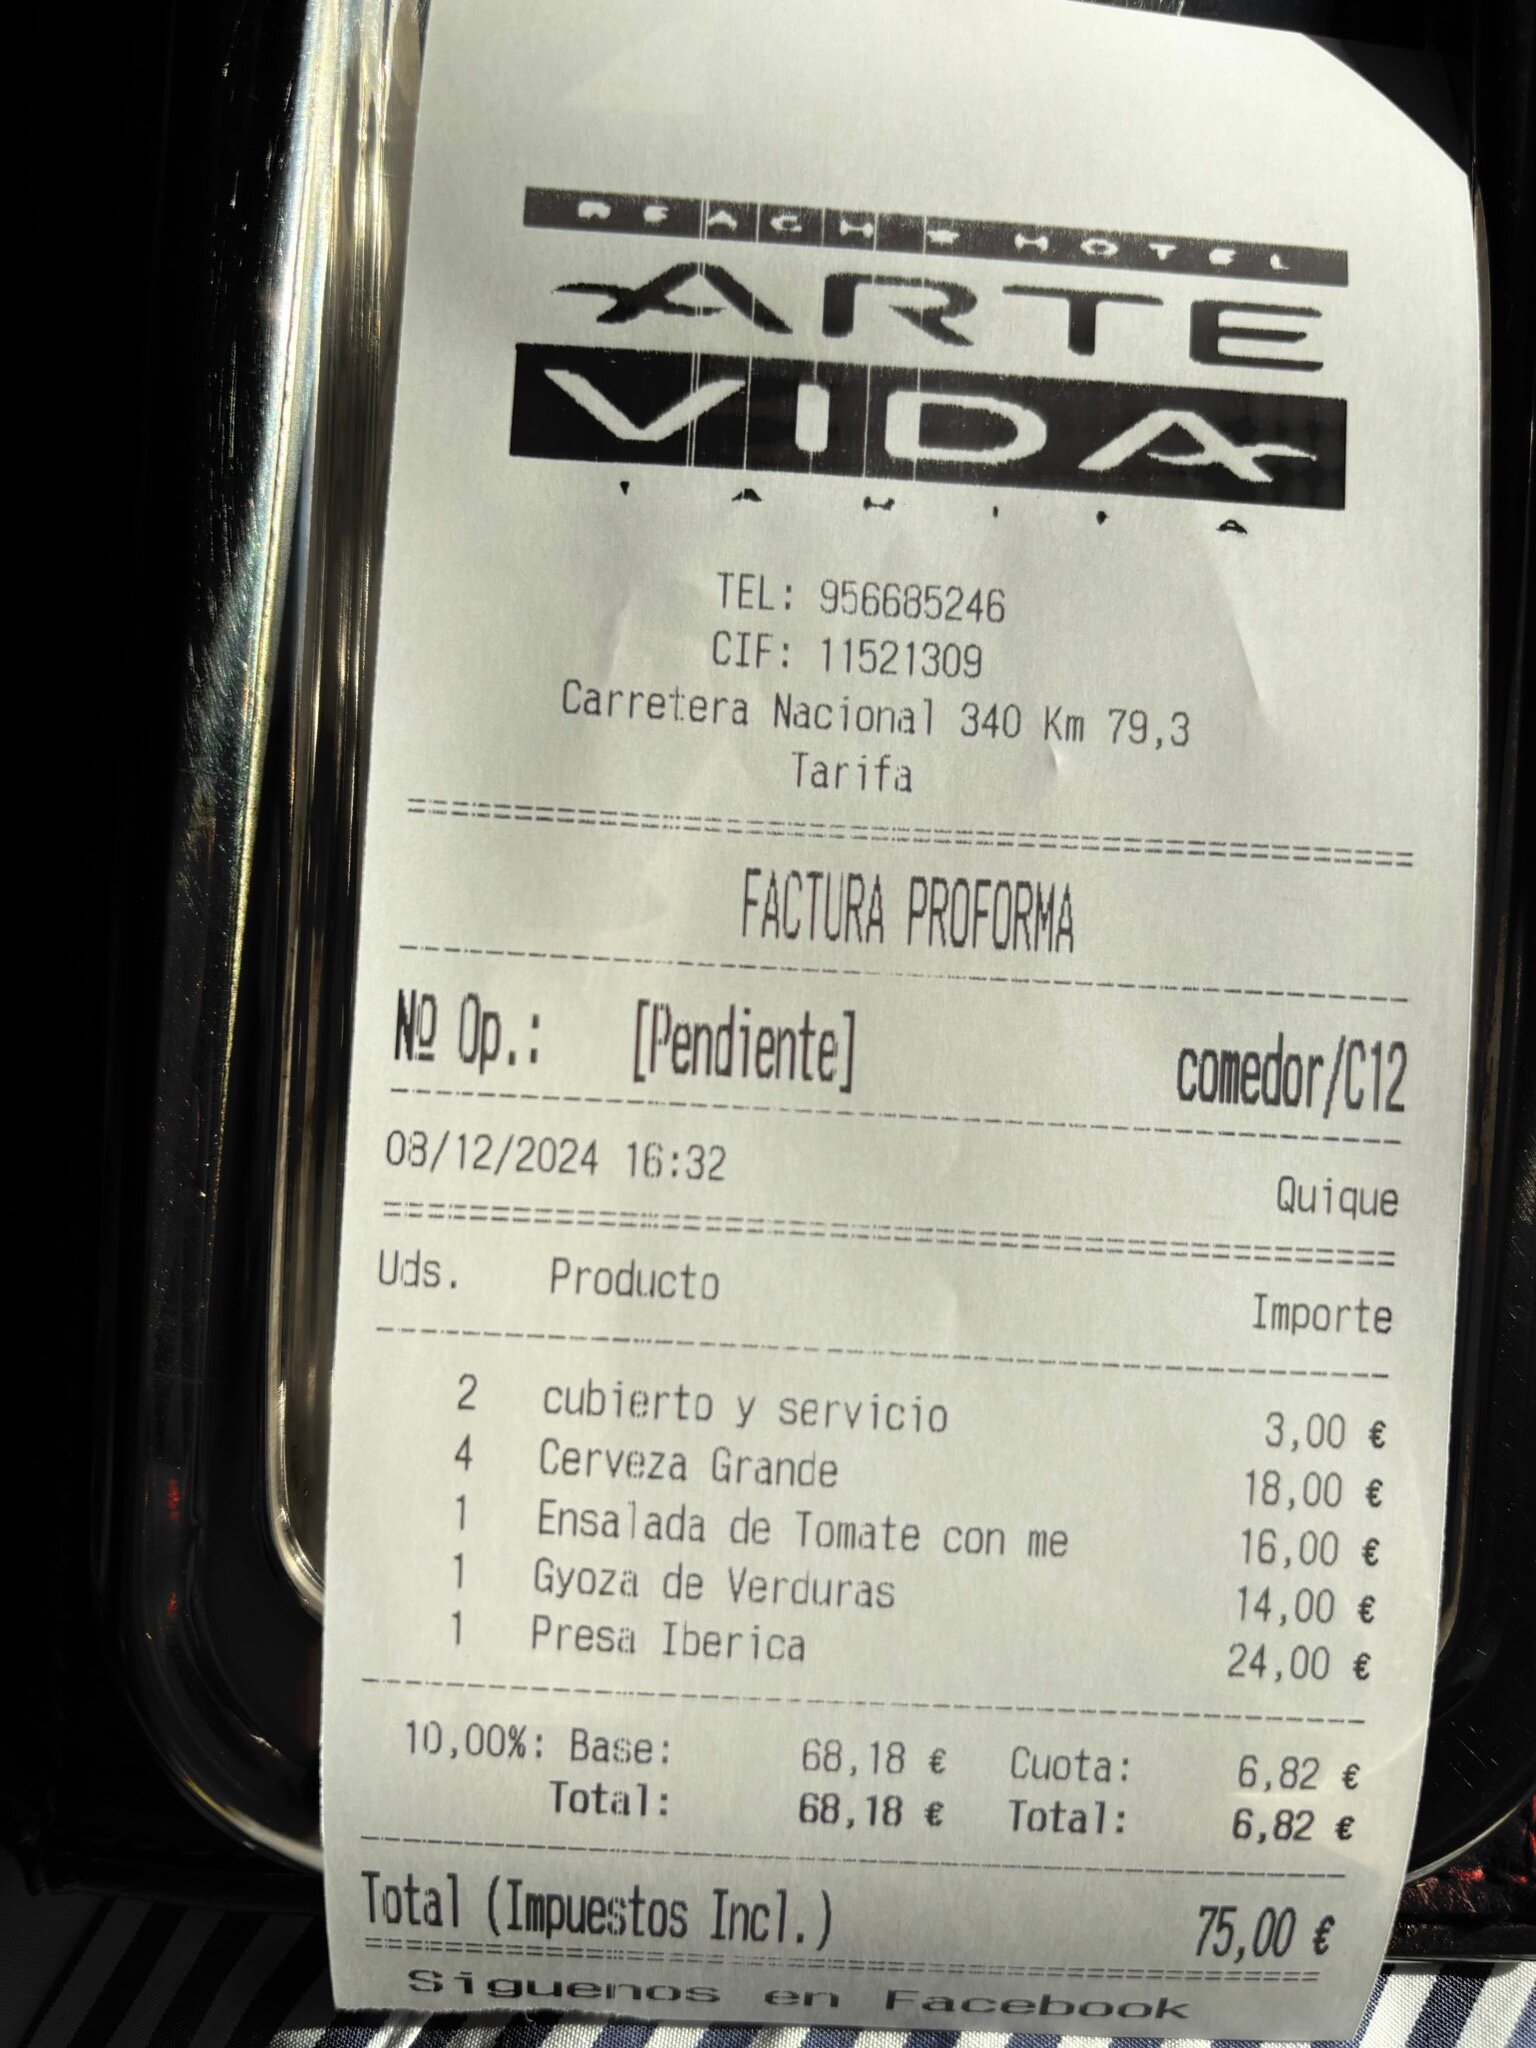 BEACH HOTEL
ARTE
VIDA
TEL: 956685246
CIF: 11521309
Carretera Nacional 340 Km 79,3
Tarifa
FACTURA PROFORMA
Nº Op.: [Pendiente] comedor/C12
08/12/2024 16:32 Quique
Uds. Producto Importe
2 cubierto y servicio 3,00 €
4 Cerveza Grande 18,00 €
1 Ensalada de Tomate con me 16,00 €
1 Gyoza de Verduras 14,00 €
1 Presa Iberica 24,00 €
10,00%: Base: 68,18 € Cuota: 6,82 €
Total: 68,18 € Total: 6,82 €
Total (Impuestos Incl.) 75,00 €
Siguenos en Facebook